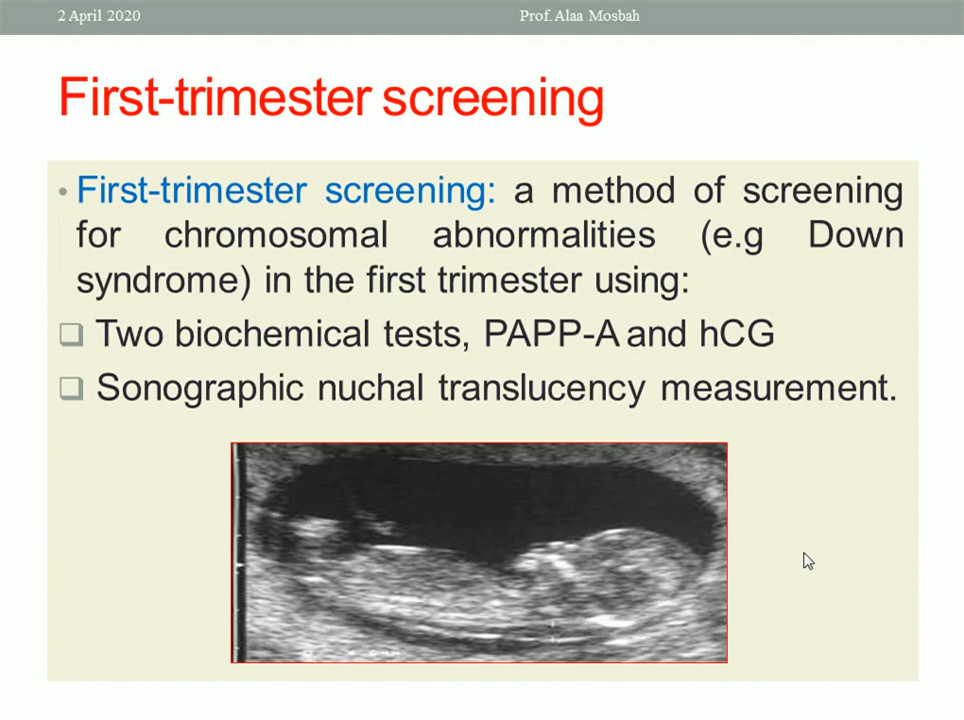 2 April 2020 Prof. Alaa Mosbah
First-trimester screening
• First-trimester screening: a method of screening
for chromosomal abnormalities (e.g Down
syndrome) in the first trimester using:
❑ Two biochemical tests, PAPP-A and hCG
❑ Sonographic nuchal translucency measurement.